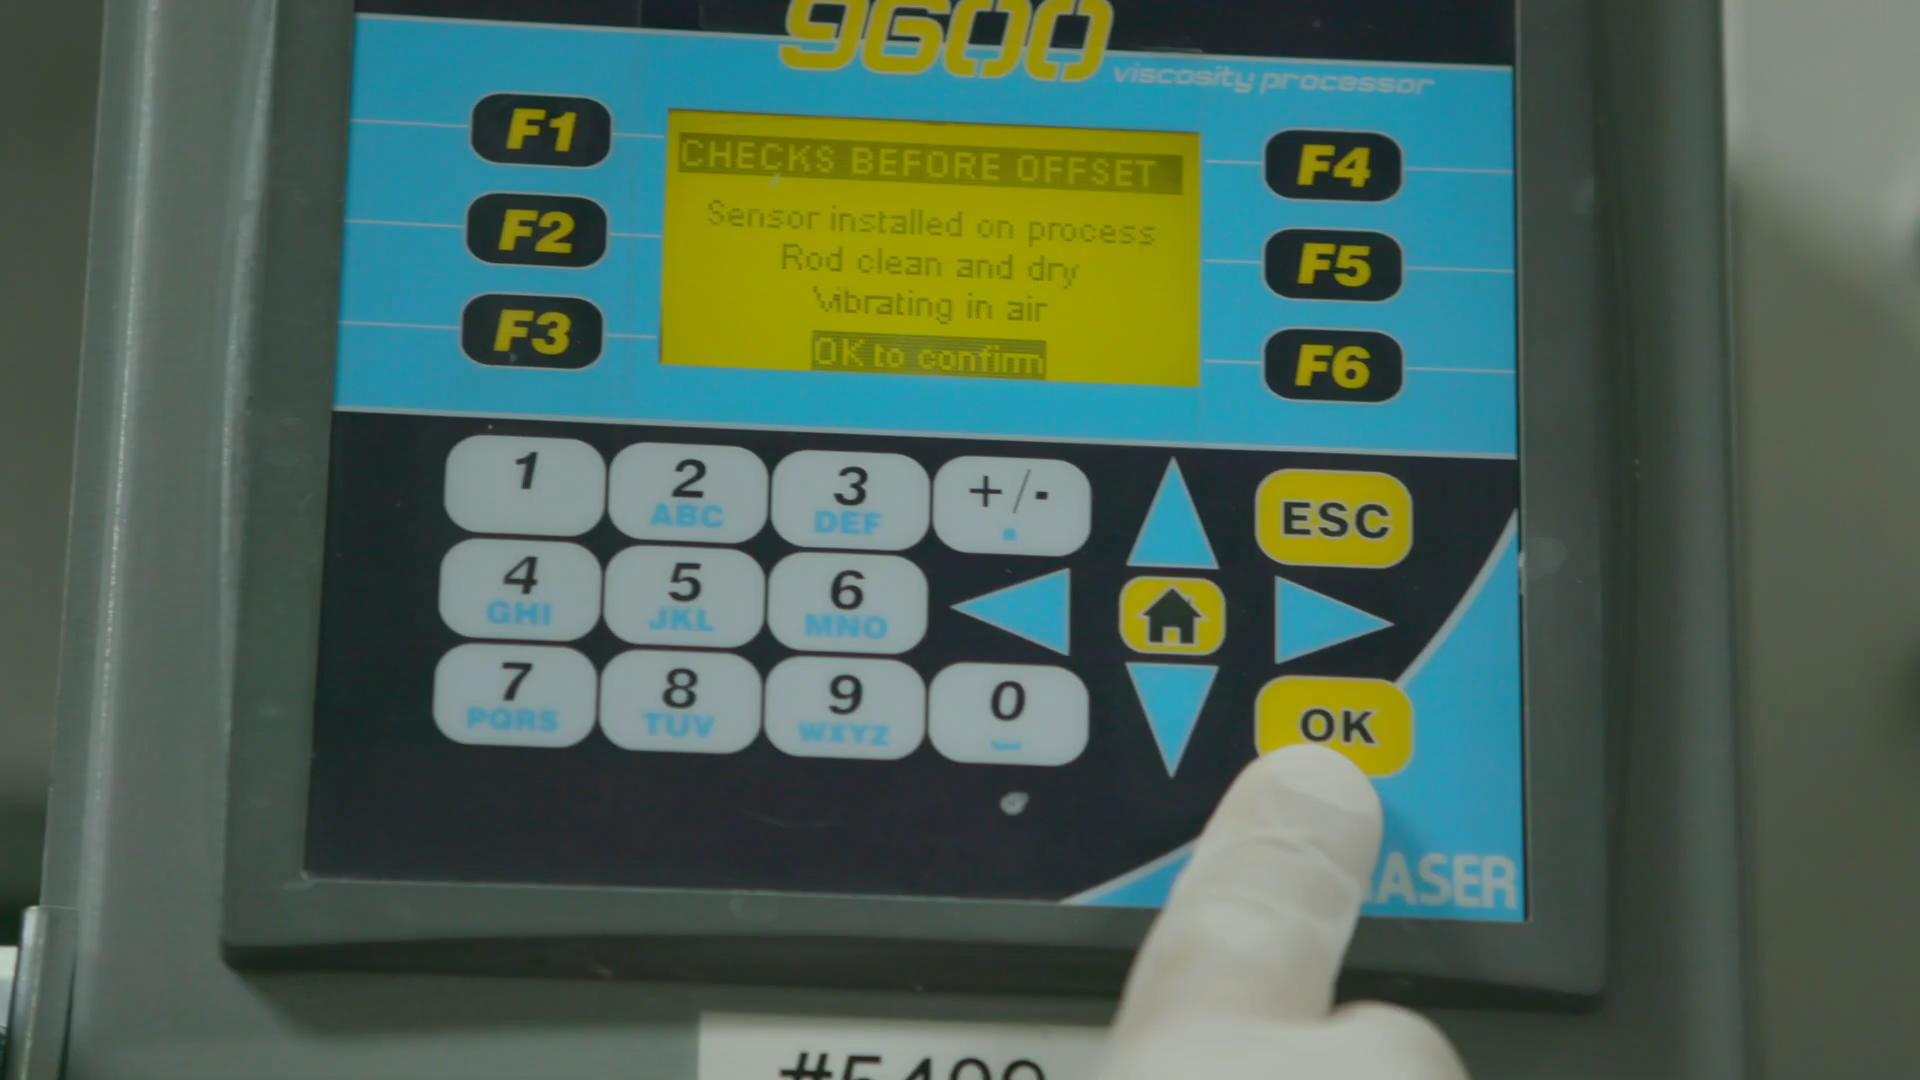 9600
viscosity processor
F1
F2
F3
F4
F5
F6
CHECKS BEFORE OFFSET
Sensor installed on process
Rod clean and dry
Vibrating in air
OK to confirm
1
2
ABC
3
DEF
+/-
.
ESC
4
GHI
5
JKL
6
MNO
7
PQRS
8
TUV
9
WXYZ
0
OK